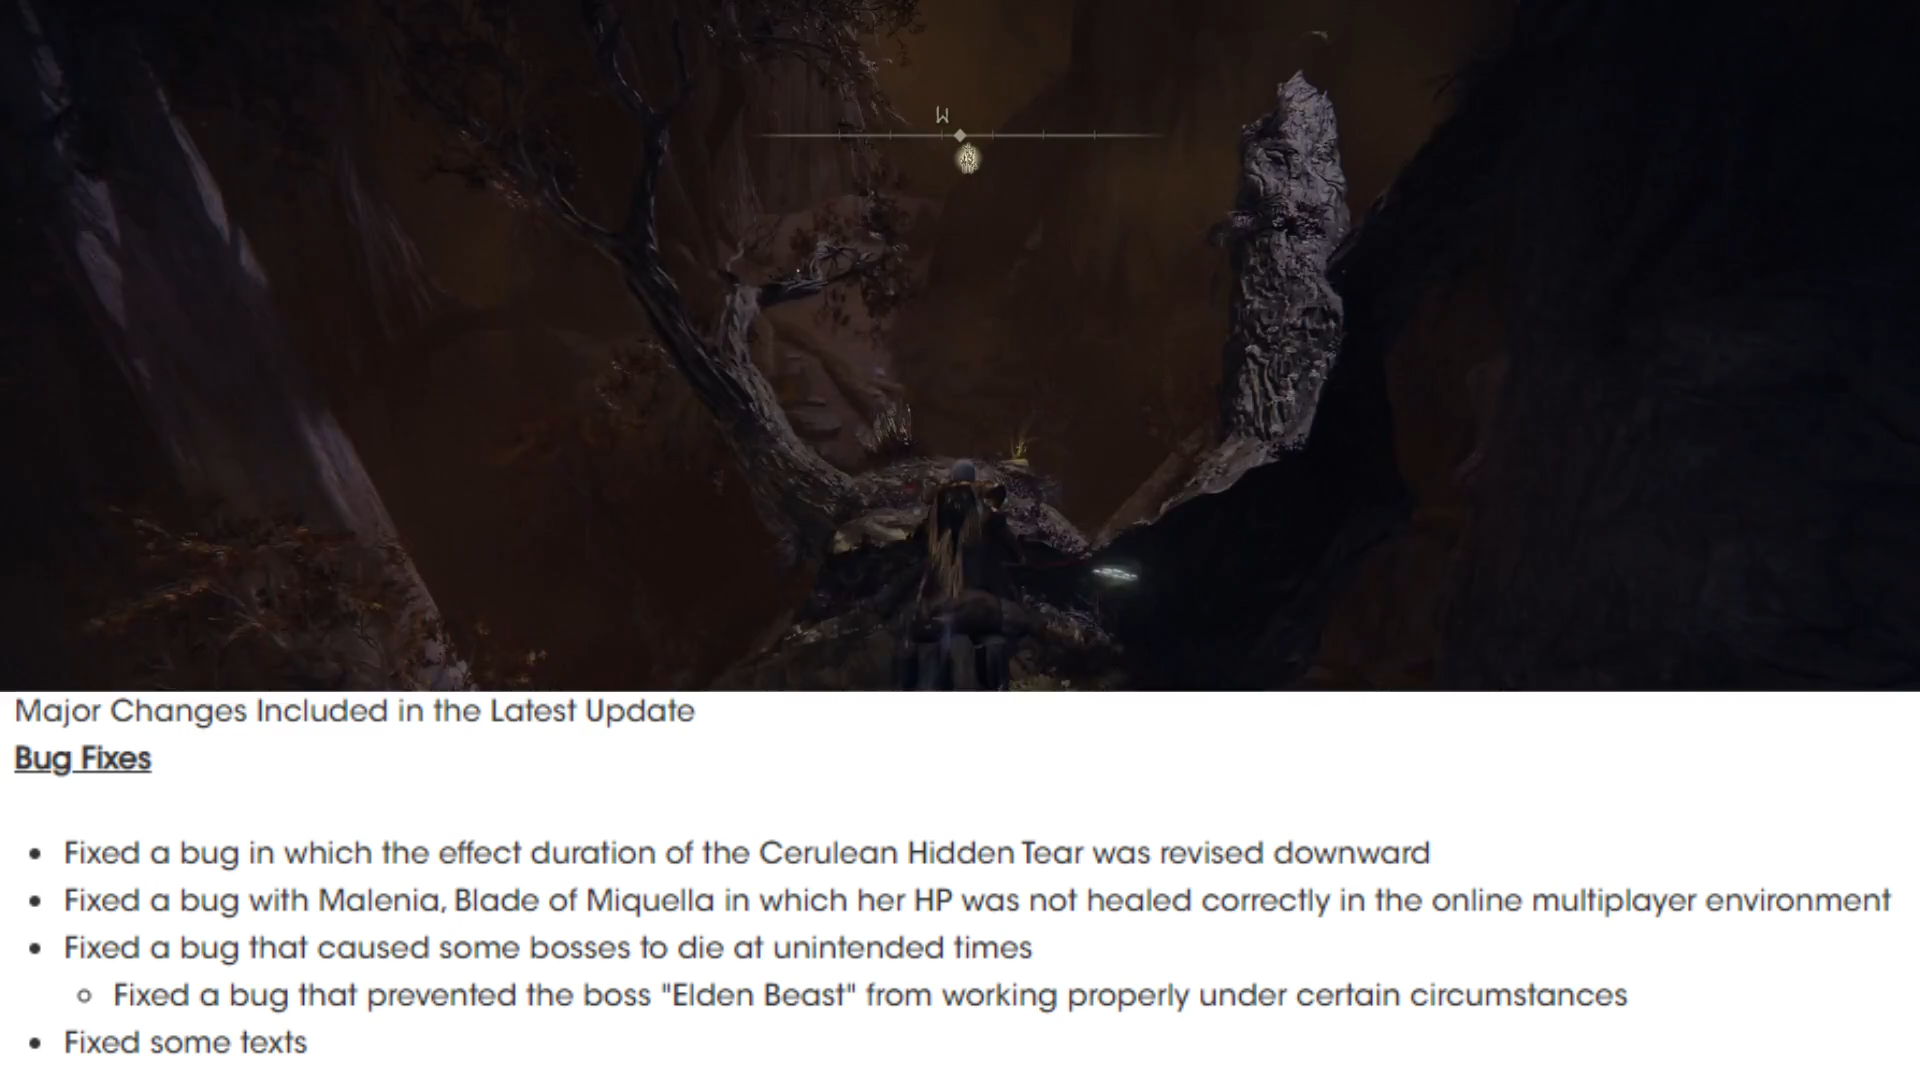 W
Major Changes Included in the Latest Update
Bug Fixes
• Fixed a bug in which the effect duration of the Cerulean Hidden Tear was revised downward
• Fixed a bug with Malenia, Blade of Miquella in which her HP was not healed correctly in the online multiplayer environment
• Fixed a bug that caused some bosses to die at unintended times
○ Fixed a bug that prevented the boss "Elden Beast" from working properly under certain circumstances
• Fixed some texts